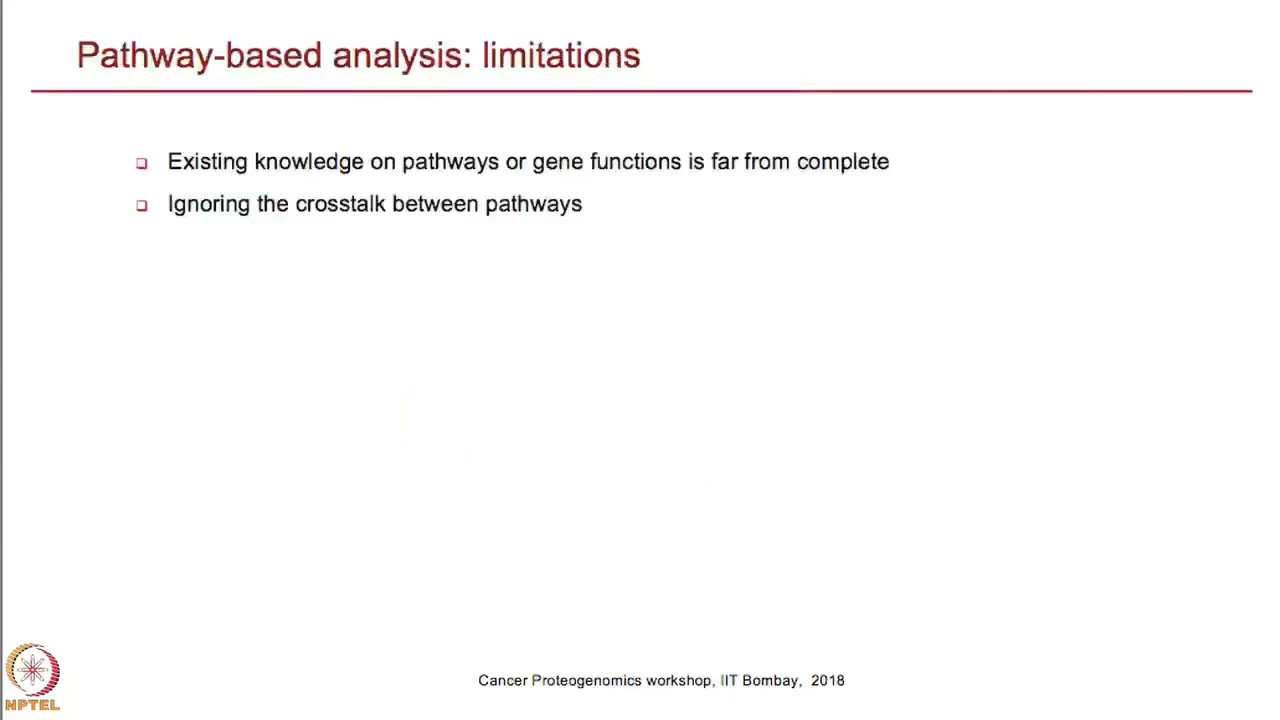 Pathway-based analysis: limitations
Existing knowledge on pathways or gene functions is far from complete
Ignoring the crosstalk between pathways
Cancer Proteogenomics workshop, IIT Bombay, 2018
NPTEL